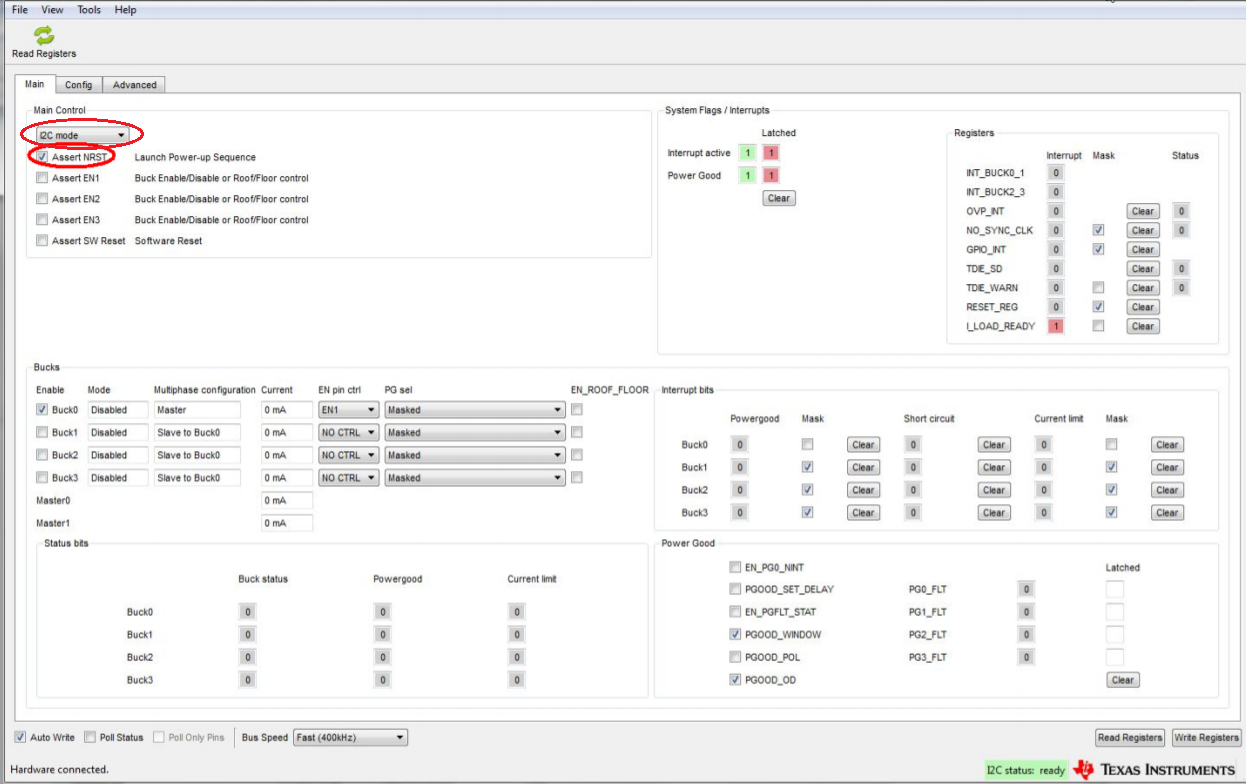 File View Tools Help
Read Registers
Main Config Advanced
Main Control
I2C mode
Assert NRST Launch Power-up Sequence
Assert EN1 Buck Enable/Disable or Roof/Floor control
Assert EN2 Buck Enable/Disable or Roof/Floor control
Assert EN3 Buck Enable/Disable or Roof/Floor control
Assert SW Reset Software Reset
System Flags / Interrupts
Latched
Interrupt active 1 1
Power Good 1 1
Clear
Registers
Interrupt Mask Status
INT_BUCK0_1 0
INT_BUCK2_3 0
OVP_INT 0 Clear 0
NO_SYNC_CLK 0 Clear 0
GPIO_INT 0 Clear
TDIE_SD 0 Clear 0
TDIE_WARN 0 Clear 0
RESET_REG 0 Clear
I_LOAD_READY 1 Clear
Bucks
Enable Mode Multiphase configuration Current EN pin ctrl PG sel EN_ROOF_FLOOR
Buck0 Disabled Master 0 mA EN1 Masked
Buck1 Disabled Slave to Buck0 0 mA NO CTRL Masked
Buck2 Disabled Slave to Buck0 0 mA NO CTRL Masked
Buck3 Disabled Slave to Buck0 0 mA NO CTRL Masked
Master0 0 mA
Master1 0 mA
Interrupt bits
Powergood Mask Short circuit Current limit Mask
Buck0 0 Clear 0 Clear 0 Clear
Buck1 0 Clear 0 Clear 0 Clear
Buck2 0 Clear 0 Clear 0 Clear
Buck3 0 Clear 0 Clear 0 Clear
Status bits
Buck status Powergood Current limit
Buck0 0 0 0
Buck1 0 0 0
Buck2 0 0 0
Buck3 0 0 0
Power Good
EN_PG0_NINT Latched
PGOOD_SET_DELAY PG0_FLT 0
EN_PGFLT_STAT PG1_FLT 0
PGOOD_WINDOW PG2_FLT 0
PGOOD_POL PG3_FLT 0
PGOOD_OD Clear
Auto Write Poll Status Poll Only Pins Bus Speed Fast (400kHz) Read Registers Write Registers
Hardware connected. I2C status: ready TEXAS INSTRUMENTS